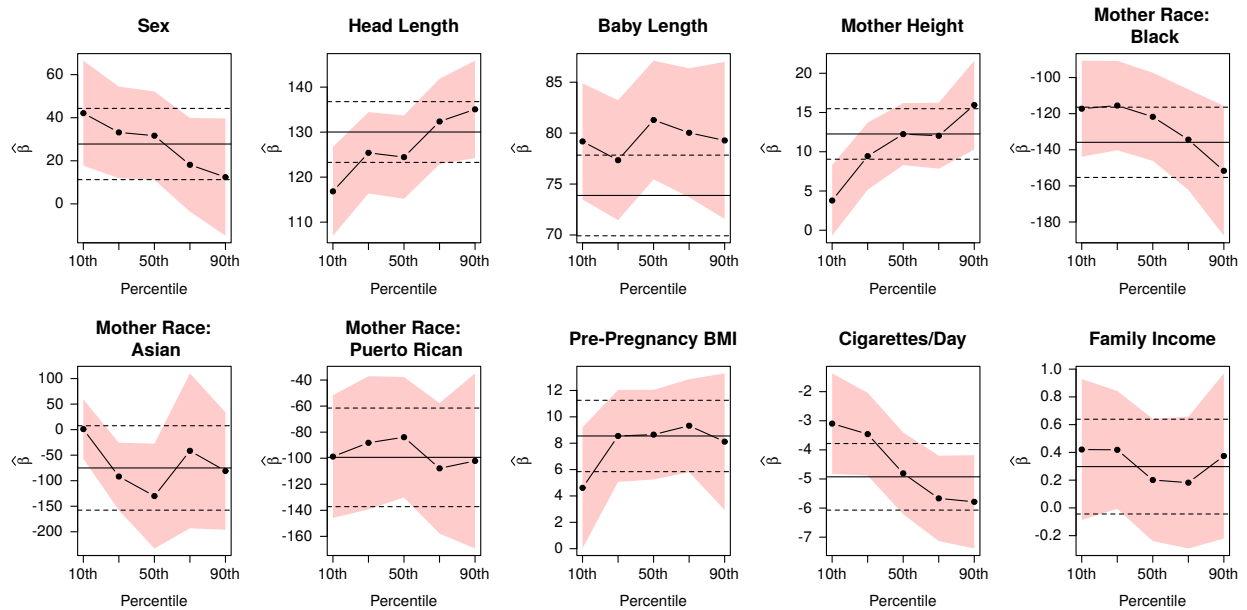 Sex
60
40
20
0
β̂
10th 50th 90th
Percentile
Head Length
140
130
120
110
β̂
10th 50th 90th
Percentile
Baby Length
85
80
75
70
β̂
10th 50th 90th
Percentile
Mother Height
20
15
10
5
0
β̂
10th 50th 90th
Percentile
Mother Race:
Black
-100
-120
-140
-160
-180
β̂
10th 50th 90th
Percentile
Mother Race:
Asian
100
50
0
-50
-100
-150
-200
β̂
10th 50th 90th
Percentile
Mother Race:
Puerto Rican
-40
-60
-80
-100
-120
-140
-160
β̂
10th 50th 90th
Percentile
Pre-Pregnancy BMI
12
10
8
6
4
2
0
β̂
10th 50th 90th
Percentile
Cigarettes/Day
-2
-3
-4
-5
-6
-7
β̂
10th 50th 90th
Percentile
Family Income
1.0
0.8
0.6
0.4
0.2
0.0
-0.2
β̂
10th 50th 90th
Percentile